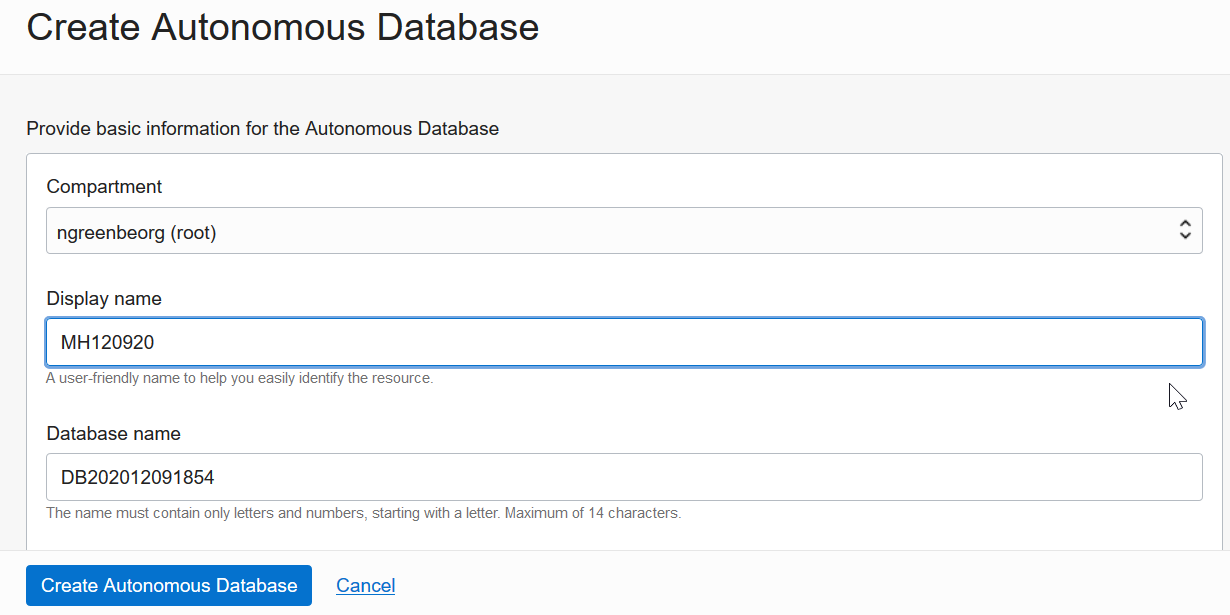 Create Autonomous Database
Provide basic information for the Autonomous Database
Compartment
ngreenbeorg (root)
Display name
MH120920
A user-friendly name to help you easily identify the resource.
Database name
DB202012091854
The name must contain only letters and numbers, starting with a letter. Maximum of 14 characters.
Create Autonomous Database Cancel